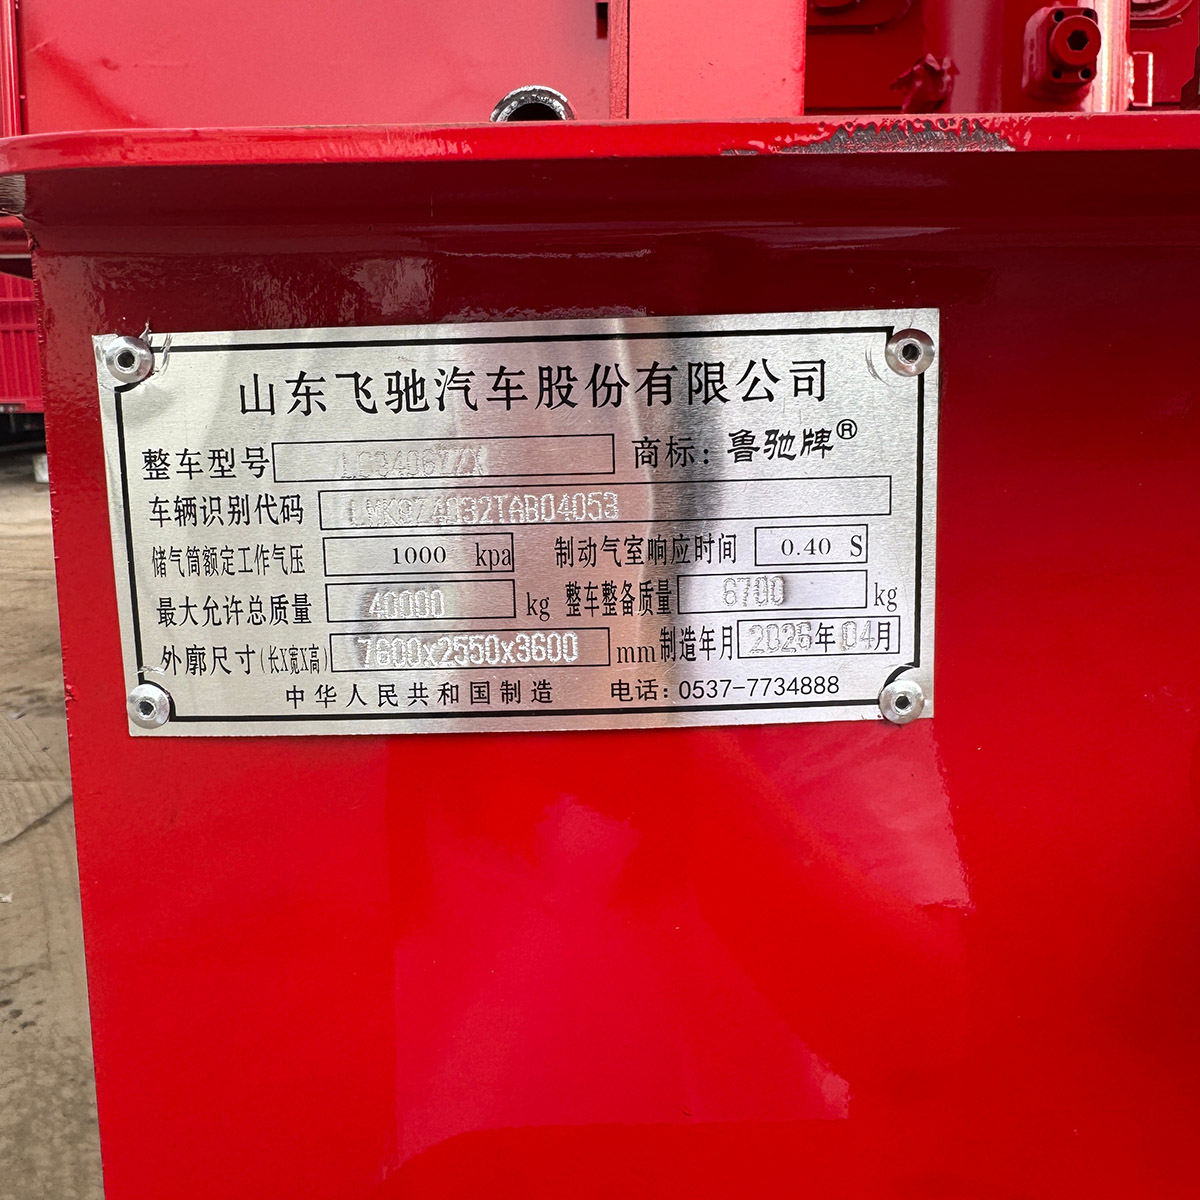 山东飞驰汽车股份有限公司
整车型号 LC9406ZZX 商标：鲁驰牌®
车辆识别代码 LMK9Z4032TAB04053
储气筒额定工作气压 1000 kpa 制动气室响应时间 0.40 S
最大允许总质量 40000 kg 整车整备质量 6700 kg
外廓尺寸(长X宽X高) 7600x2550x3600 mm 制造年月 2026年04月
中华人民共和国制造 电话：0537-7734888